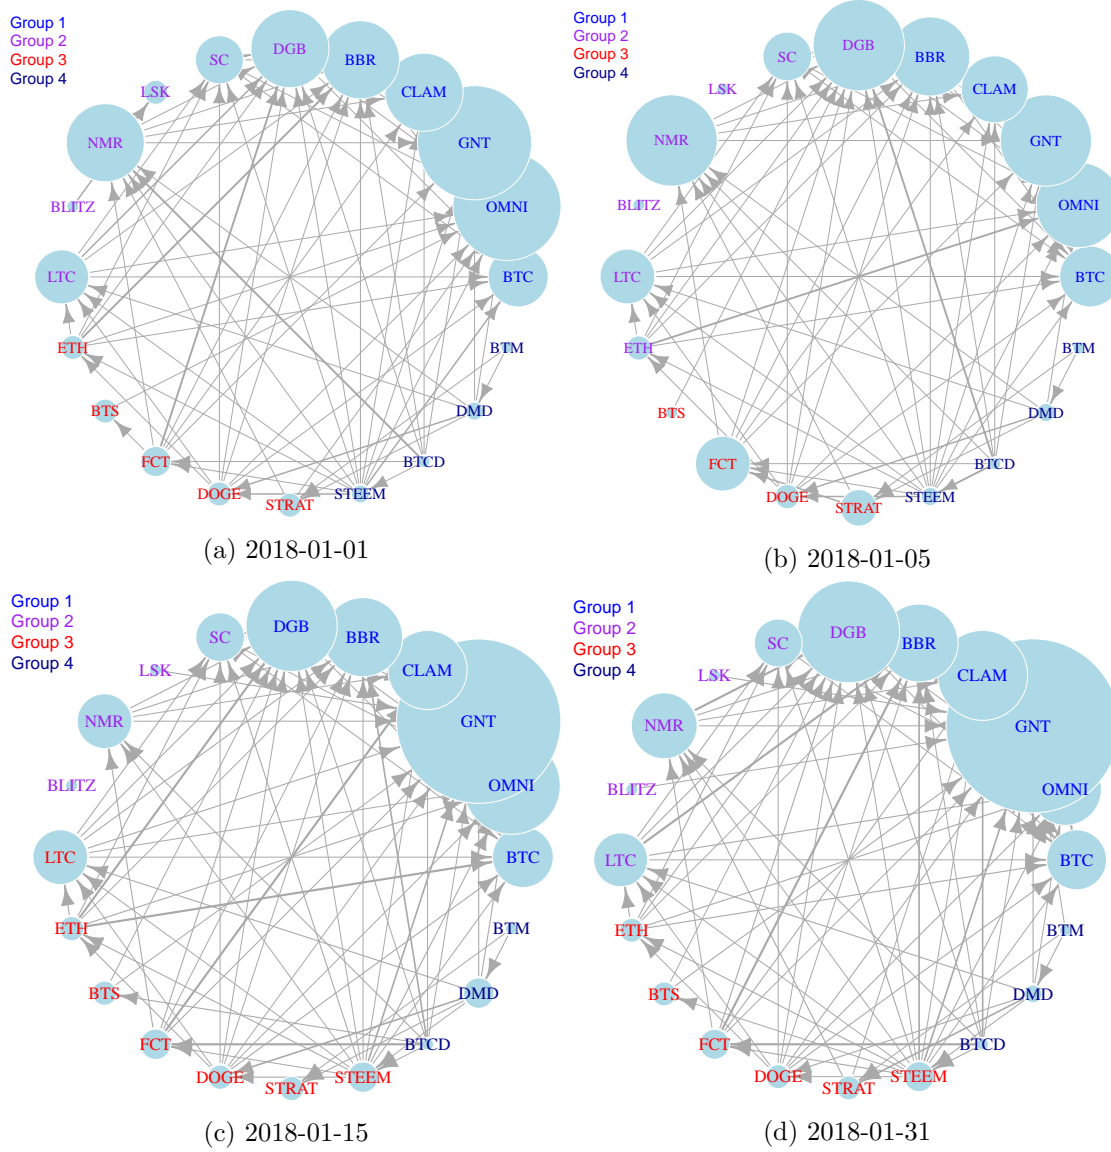 Group 1
Group 2
Group 3
Group 4
DGB
BBR
SC
CLAM
LSK
NMR
GNT
BLITZ
OMNI
LTC
BTC
ETH
BTM
BTS
DMD
FCT
BTCD
DOGE
STEEM
STRAT
(a) 2018-01-01
Group 1
Group 2
Group 3
Group 4
DGB
BBR
SC
CLAM
LSK
NMR
GNT
BLITZ
OMNI
LTC
BTC
ETH
BTM
BTS
DMD
FCT
BTCD
DOGE
STEEM
STRAT
(b) 2018-01-05
Group 1
Group 2
Group 3
Group 4
DGB
SC
BBR
LSK
CLAM
NMR
GNT
BLITZ
OMNI
LTC
BTC
ETH
BTM
BTS
DMD
FCT
BTCD
DOGE
STEEM
STRAT
(c) 2018-01-15
Group 1
Group 2
Group 3
Group 4
DGB
SC
BBR
LSK
CLAM
NMR
GNT
BLITZ
OMNI
LTC
BTC
ETH
BTM
BTS
DMD
FCT
BTCD
DOGE
STEEM
STRAT
(d) 2018-01-31